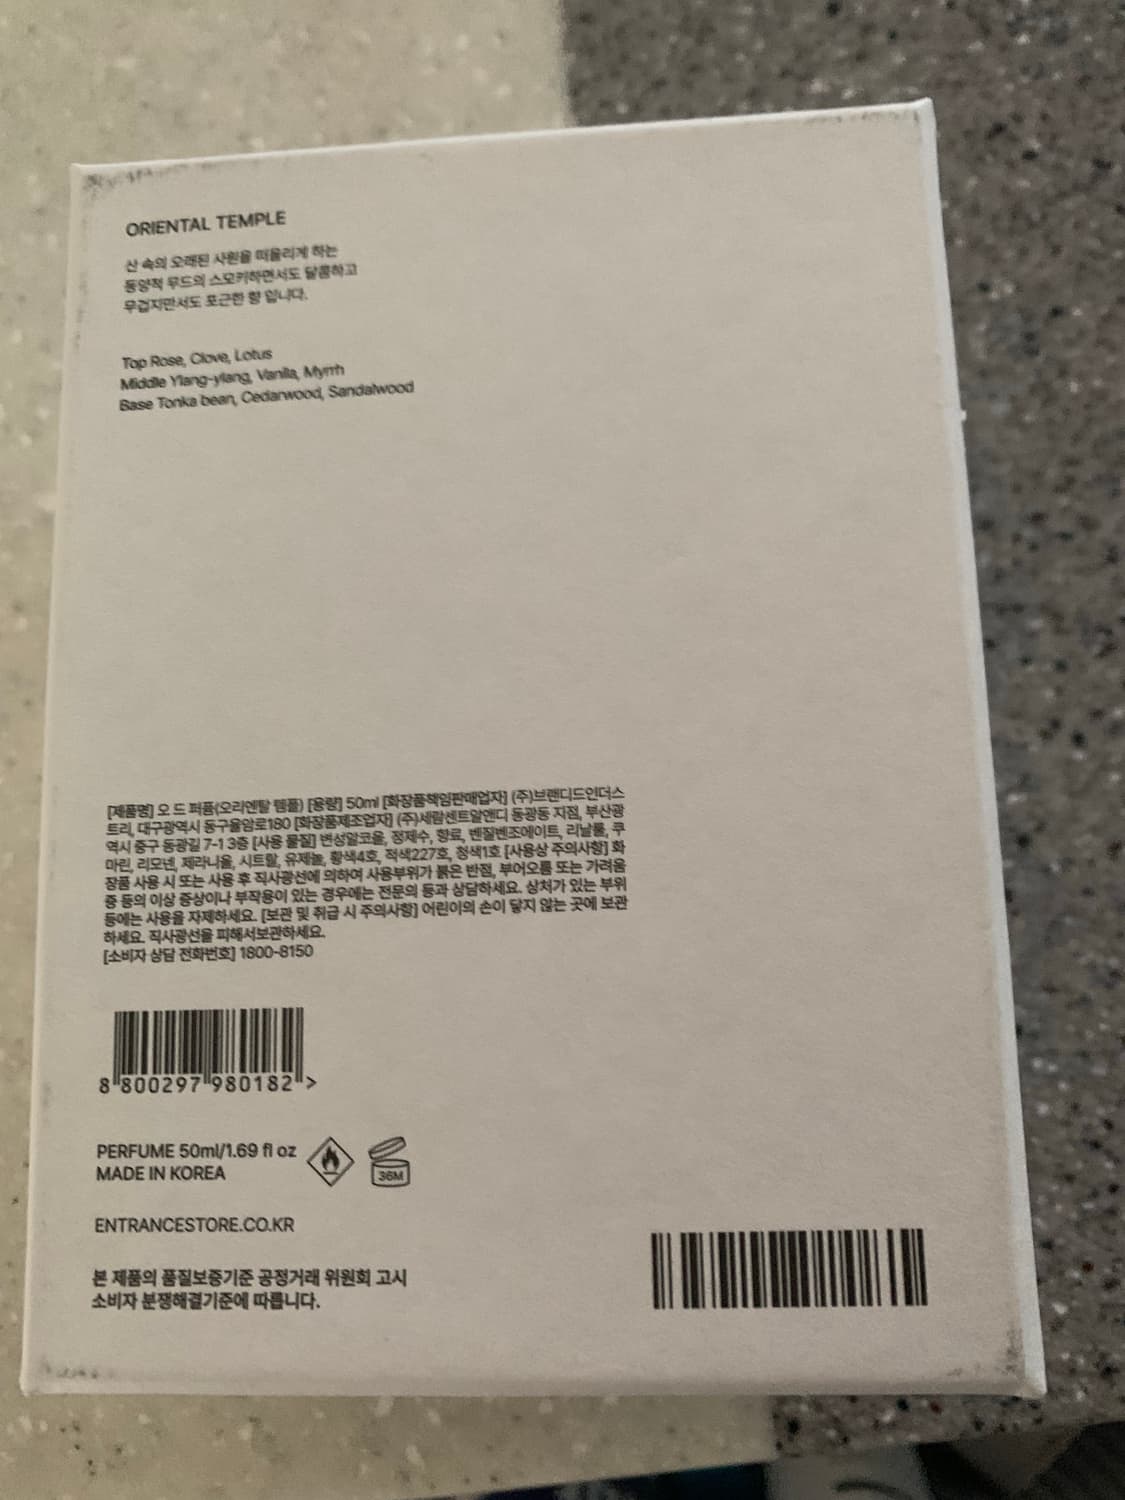 ORIENTAL TEMPLE
산 속의 오래된 사원을 떠올리게 하는
동양적 무드의 스모키하면서도 달콤하고
무겁지만서도 포근한 향 입니다.
Top Rose, Clove, Lotus
Middle Ylang-ylang, Vanilla, Myrrh
Base Tonka bean, Cedarwood, Sandalwood
[제품명] 오 드 퍼퓸(오리엔탈 템플) [용량] 50ml [화장품책임판매업자] (주)브랜디드인더스
트리, 대구광역시 동구율암로180 [화장품제조업자] (주)세람센트알앤디 동광동 지점, 부산광
역시 중구 동광길 7-1 3층 [사용 물질] 변성알코올, 정제수, 향료, 벤질벤조에이트, 리날룰, 쿠
마린, 리모넨, 제라니올, 시트랄, 유제놀, 황색4호, 적색227호, 청색1호 [사용상 주의사항] 화
장품 사용 시 또는 사용 후 직사광선에 의하여 사용부위가 붉은 반점, 부어오름 또는 가려움
증 등의 이상 증상이나 부작용이 있는 경우에는 전문의 등과 상담하세요. 상처가 있는 부위
등에는 사용을 자제하세요. [보관 및 취급 시 주의사항] 어린이의 손이 닿지 않는 곳에 보관
하세요. 직사광선을 피해서보관하세요.
[소비자 상담 전화번호] 1800-8150
8 800297 980182 >
PERFUME 50ml/1.69 fl oz
MADE IN KOREA
36M
ENTRANCESTORE.CO.KR
본 제품의 품질보증기준 공정거래 위원회 고시
소비자 분쟁해결기준에 따릅니다.